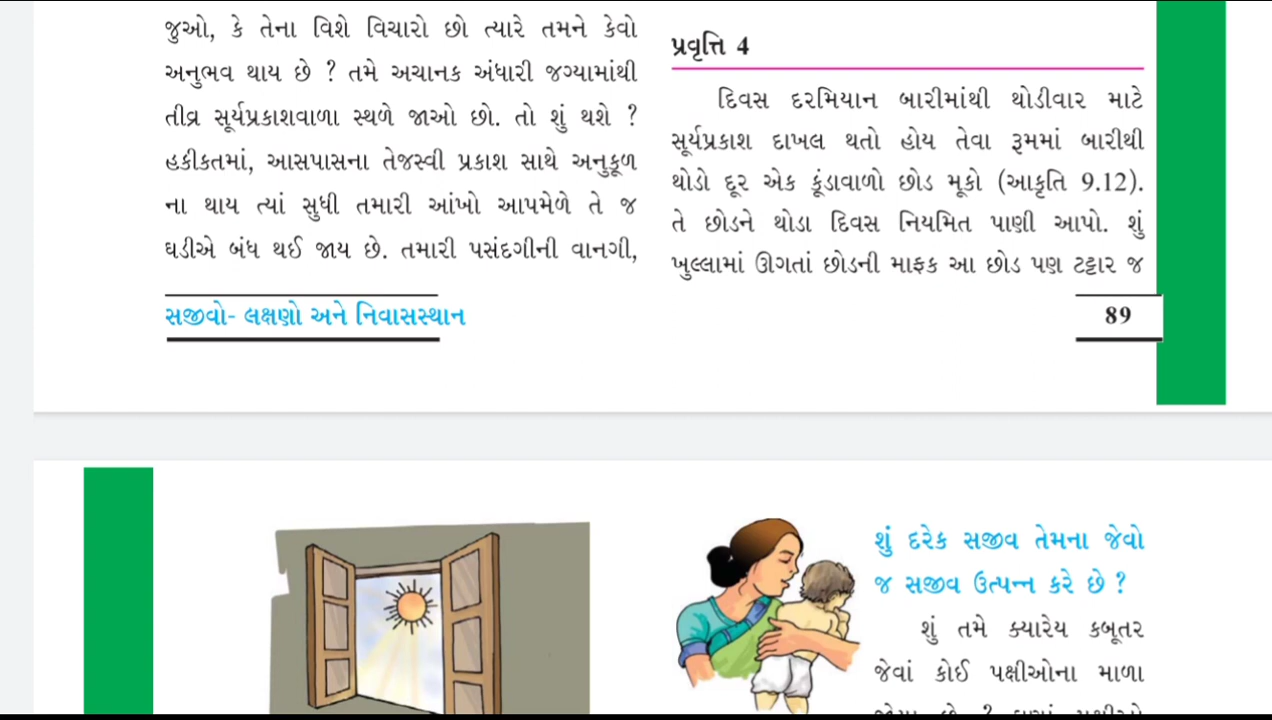 જુઓ, કે તેના વિશે વિચારો છો ત્યારે તમને કેવો
અનુભવ થાય છે ? તમે અચાનક અંધારી જગ્યામાંથી
તીવ્ર સૂર્યપ્રકાશવાળા સ્થળે જાઓ છો. તો શું થશે ?
હકીકતમાં, આસપાસના તેજસ્વી પ્રકાશ સાથે અનુકૂળ
ના થાય ત્યાં સુધી તમારી આંખો આપમેળે તે જ
ઘડીએ બંધ થઈ જાય છે. તમારી પસંદગીની વાનગી,
પ્રવૃત્તિ 4
દિવસ દરમિયાન બારીમાંથી થોડીવાર માટે
સૂર્યપ્રકાશ દાખલ થતો હોય તેવા રૂમમાં બારીથી
થોડો દૂર એક કૂંડાવાળો છોડ મૂકો (આકૃતિ 9.12).
તે છોડને થોડા દિવસ નિયમિત પાણી આપો. શું
ખુલ્લામાં ઊગતાં છોડની માફક આ છોડ પણ ટટ્ટાર જ
સજીવો- લક્ષણો અને નિવાસસ્થાન
89
શું દરેક સજીવ તેમના જેવો
જ સજીવ ઉત્પન્ન કરે છે ?
શું તમે ક્યારેય કબૂતર
જેવાં કોઈ પક્ષીઓના માળા